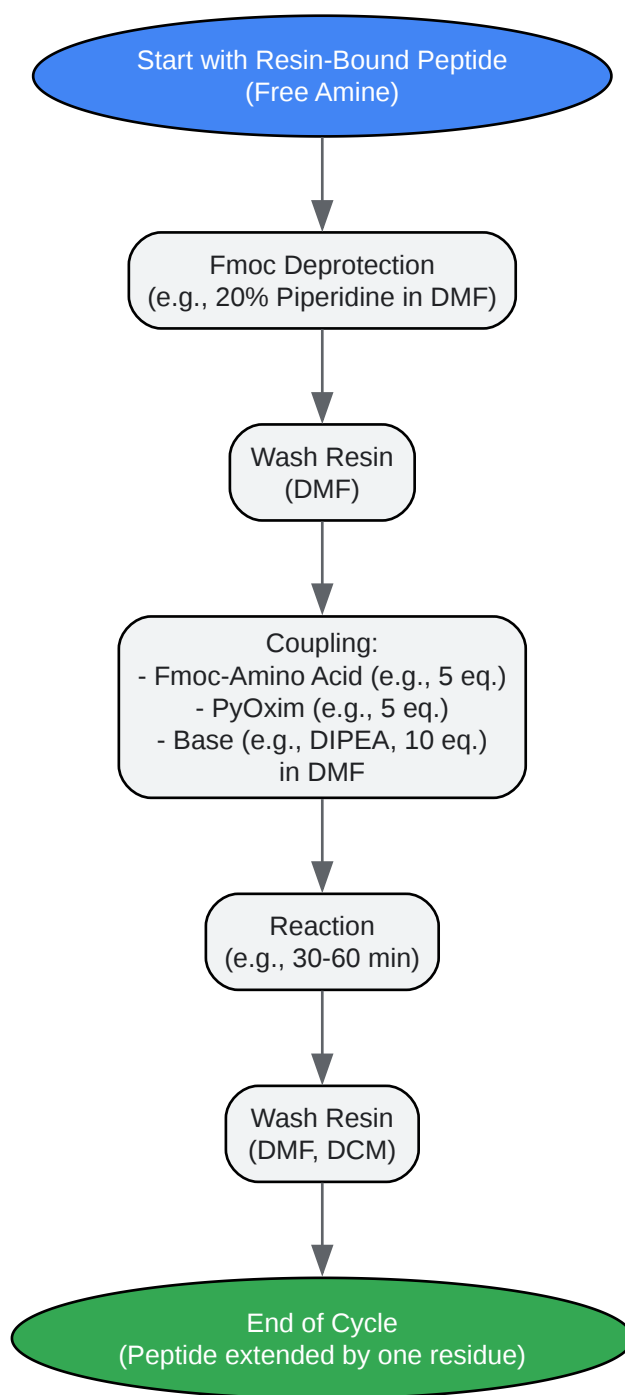 Start with Resin-Bound Peptide
(Free Amine)
Fmoc Deprotection
(e.g., 20% Piperidine in DMF)
Wash Resin
(DMF)
Coupling:
- Fmoc-Amino Acid (e.g., 5 eq.)
- PyOxim (e.g., 5 eq.)
- Base (e.g., DIPEA, 10 eq.)
in DMF
Reaction
(e.g., 30-60 min)
Wash Resin
(DMF, DCM)
End of Cycle
(Peptide extended by one residue)